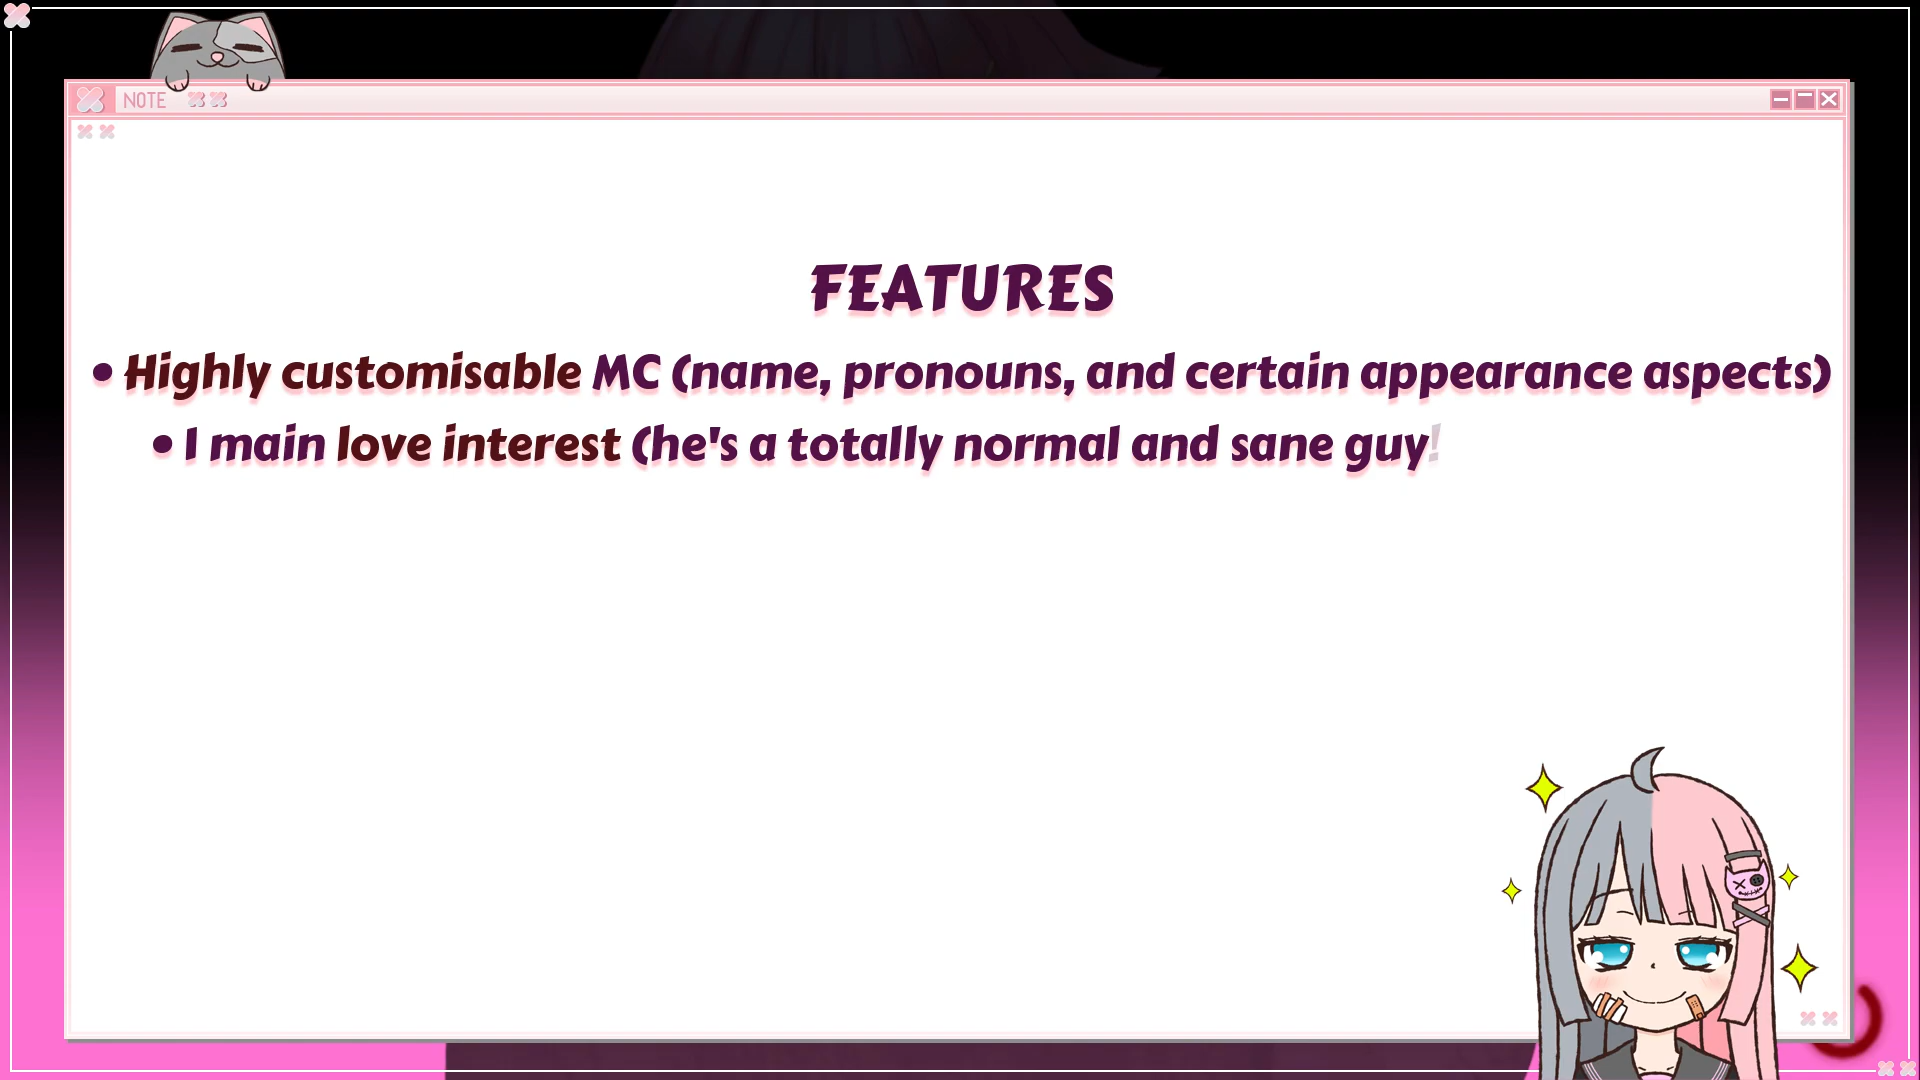 NOTE
FEATURES
• Highly customisable MC (name, pronouns, and certain appearance aspects)
• 1 main love interest (he's a totally normal and sane guy!